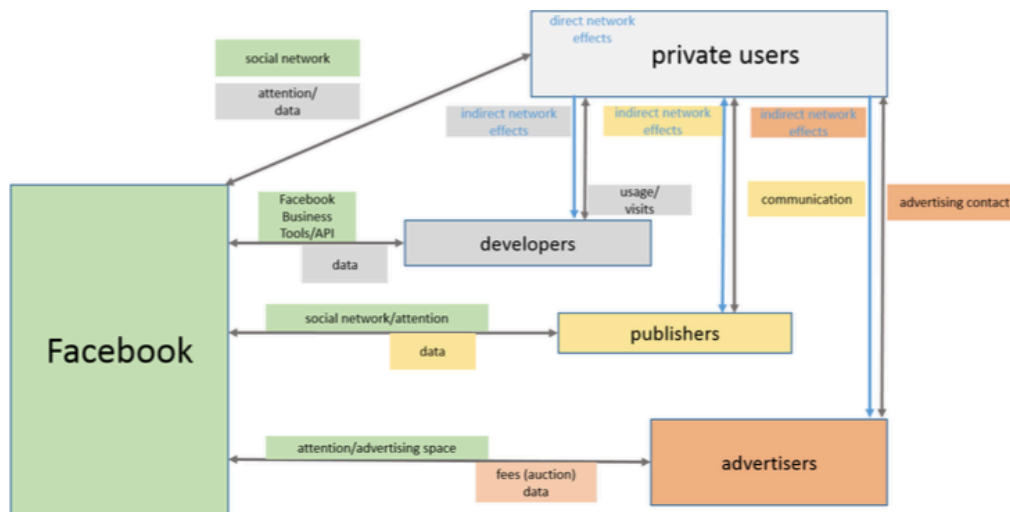 direct network
effects
private users
social network
attention/
data
indirect network
effects
indirect network
effects
indirect network
effects
Facebook
Business
Tools/API
usage/
visits
communication
advertising contact
developers
data
social network/attention
publishers
data
Facebook
attention/advertising space
advertisers
fees (auction)
data